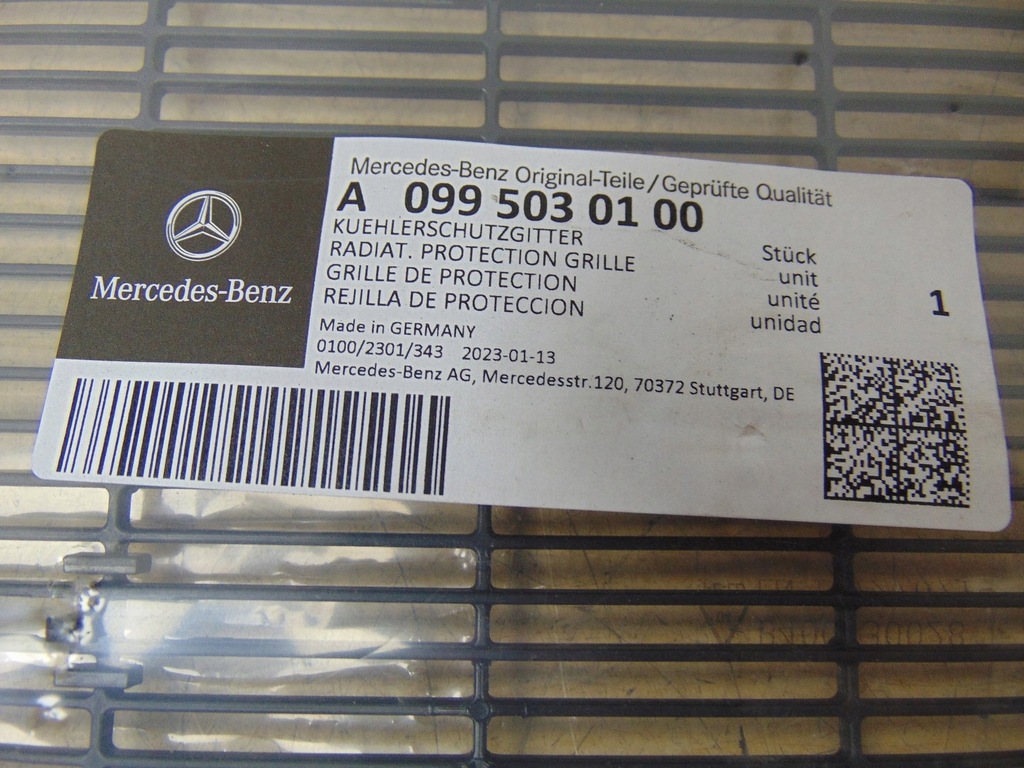 Mercedes-Benz
Mercedes-Benz Original-Teile/Geprüfte Qualität
A 099 503 01 00
KUEHLERSCHUTZGITTER
RADIAT. PROTECTION GRILLE
GRILLE DE PROTECTION
REJILLA DE PROTECCION
Stück
unit
unité
unidad
1
Made in GERMANY
0100/2301/343 2023-01-13
Mercedes-Benz AG, Mercedesstr.120, 70372 Stuttgart, DE